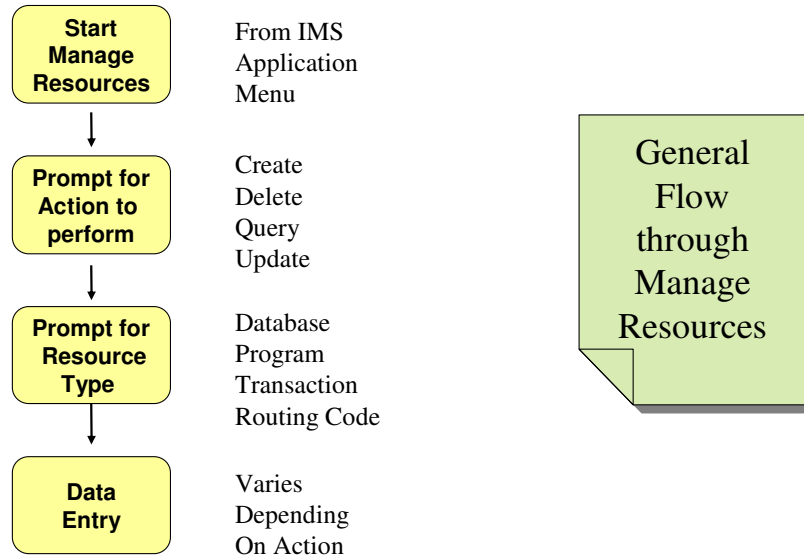 Start
Manage
Resources
From IMS
Application
Menu
Prompt for
Action to
perform
Create
Delete
Query
Update
Prompt for
Resource
Type
Database
Program
Transaction
Routing Code
Data
Entry
Varies
Depending
On Action
General
Flow
through
Manage
Resources